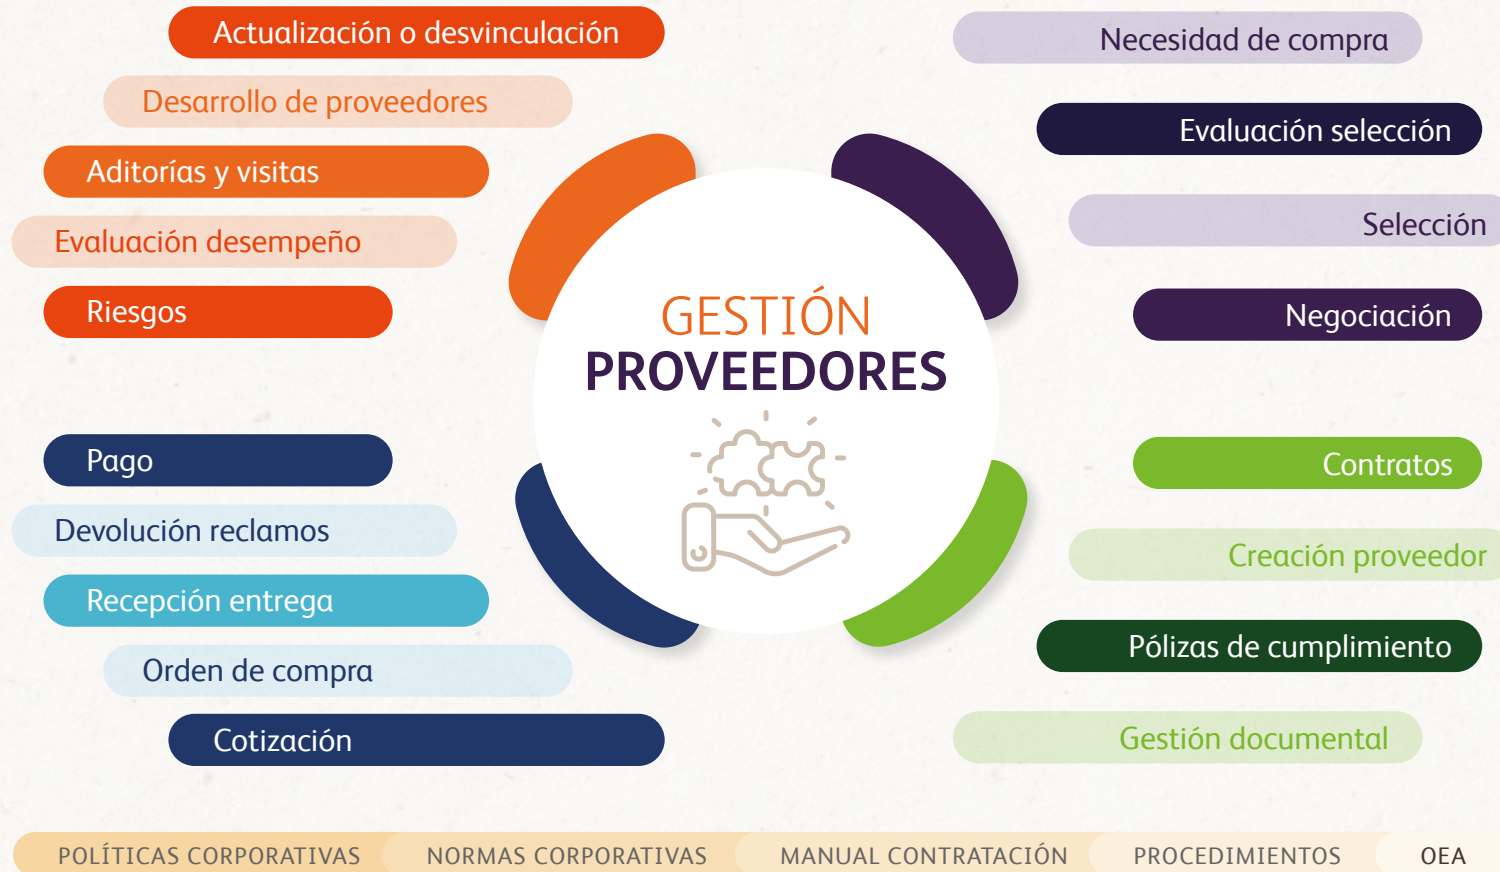 Actualización o desvinculación
Desarrollo de proveedores
Aditorías y visitas
Evaluación desempeño
Riesgos
Pago
Devolución reclamos
Recepción entrega
Orden de compra
Cotización
GESTIÓN
PROVEEDORES
Necesidad de compra
Evaluación selección
Selección
Negociación
Contratos
Creación proveedor
Pólizas de cumplimiento
Gestión documental
POLÍTICAS CORPORATIVAS
NORMAS CORPORATIVAS
MANUAL CONTRATACIÓN
PROCEDIMIENTOS
OEA